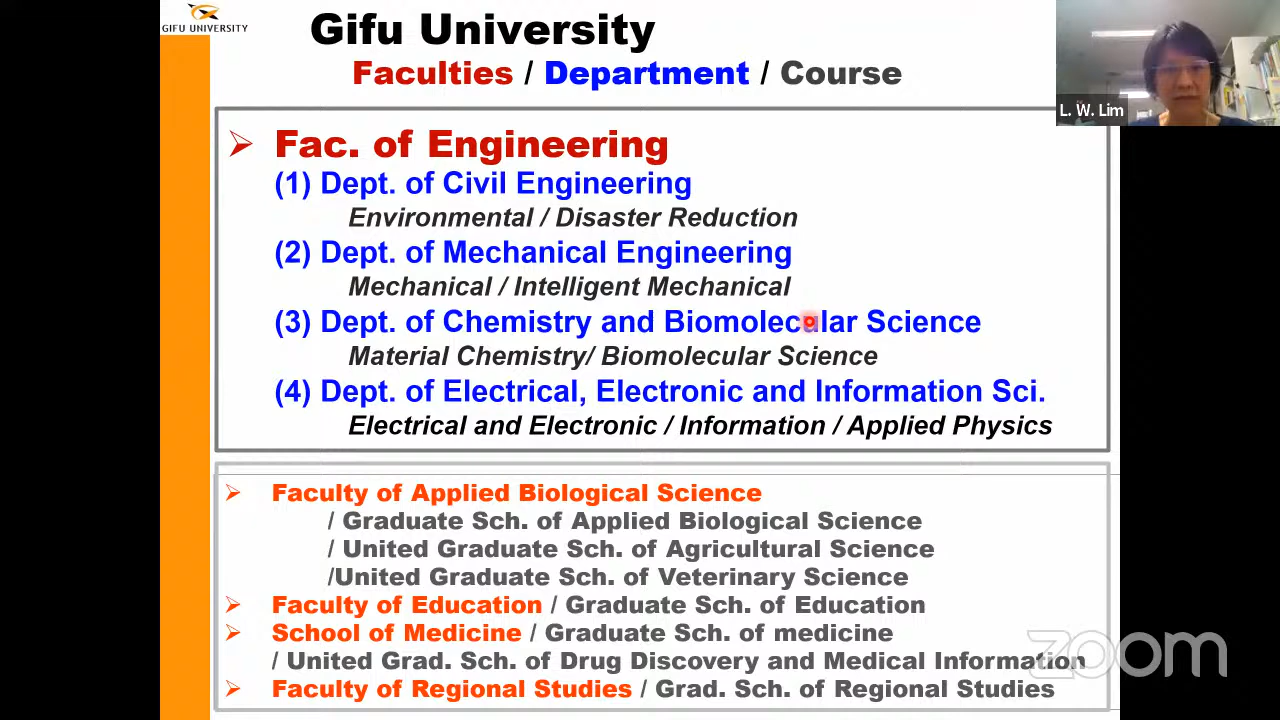 GIFU UNIVERSITY
Gifu University
Faculties / Department / Course
L. W. Lim
Fac. of Engineering
(1) Dept. of Civil Engineering
Environmental / Disaster Reduction
(2) Dept. of Mechanical Engineering
Mechanical / Intelligent Mechanical
(3) Dept. of Chemistry and Biomolecular Science
Material Chemistry/ Biomolecular Science
(4) Dept. of Electrical, Electronic and Information Sci.
Electrical and Electronic / Information / Applied Physics
Faculty of Applied Biological Science
/ Graduate Sch. of Applied Biological Science
/ United Graduate Sch. of Agricultural Science
/United Graduate Sch. of Veterinary Science
Faculty of Education / Graduate Sch. of Education
School of Medicine / Graduate Sch. of medicine
/ United Grad. Sch. of Drug Discovery and Medical Information
Faculty of Regional Studies / Grad. Sch. of Regional Studies
zoom